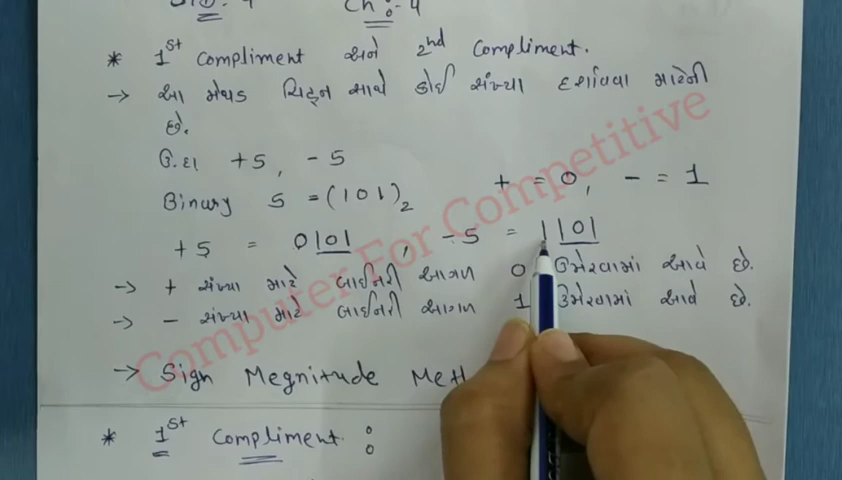 Ch :- 4
* 1st Compliment અને 2nd Compliment.
→ આ મેથડ ચિહ્ન સાથે કોઈ સંખ્યા દર્શાવવા માટેની
છે.
ઉ.દા +5, -5
Binary 5 = (101)2
+ = 0, - = 1
+5 = 0101, -5 = 1101
→ + સંખ્યા માટે બાઈનરી આગળ 0 ઉમેરવામાં આવે છે.
→ - સંખ્યા માટે બાઈનરી આગળ 1 ઉમેરવામાં આવે છે.
→ Sign Megnitude
* 1st Compliment :
Computer For Competitive